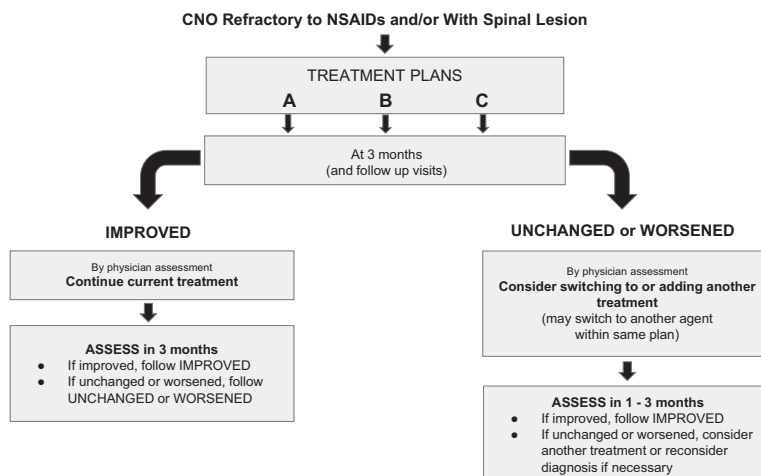 CNO Refractory to NSAIDs and/or With Spinal Lesion
TREATMENT PLANS
A B C
At 3 months
(and follow up visits)
IMPROVED
By physician assessment
Continue current treatment
ASSESS in 3 months
● If improved, follow IMPROVED
● If unchanged or worsened, follow
UNCHANGED or WORSENED
UNCHANGED or WORSENED
By physician assessment
Consider switching to or adding another
treatment
(may switch to another agent
within same plan)
ASSESS in 1 - 3 months
● If improved, follow IMPROVED
● If unchanged or worsened, consider
another treatment or reconsider
diagnosis if necessary